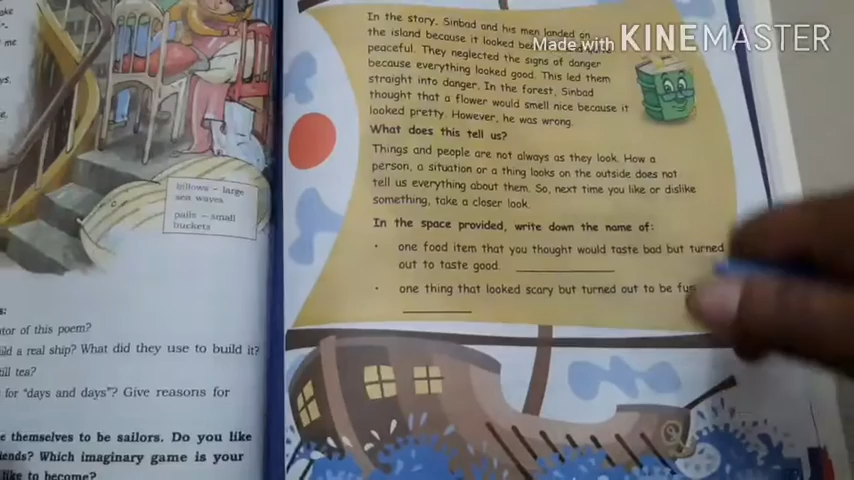 ake
me
ys.
e.
billows – large
sea waves
pails – small
buckets
s:
tor of this poem?
ild a real ship? What did they use to build it?
till tea?
for "days and days"? Give reasons for
e themselves to be sailors. Do you like
iends? Which imaginary game is your
like to become?
In the story, Sinbad and his men landed on
the island because it looked
peaceful. They neglected the signs of danger
because everything looked good. This led them
straight into danger. In the forest, Sinbad
thought that a flower would smell nice because it
looked pretty. However, he was wrong.
What does this tell us?
Things and people are not always as they look. How a
person, a situation or a thing looks on the outside does not
tell us everything about them. So, next time you like or dislike
something, take a closer look.
In the space provided, write down the name of:
• one food item that you thought would taste bad but turned
out to taste good.
• one thing that looked scary but turned out to be
Made with KINEMASTER